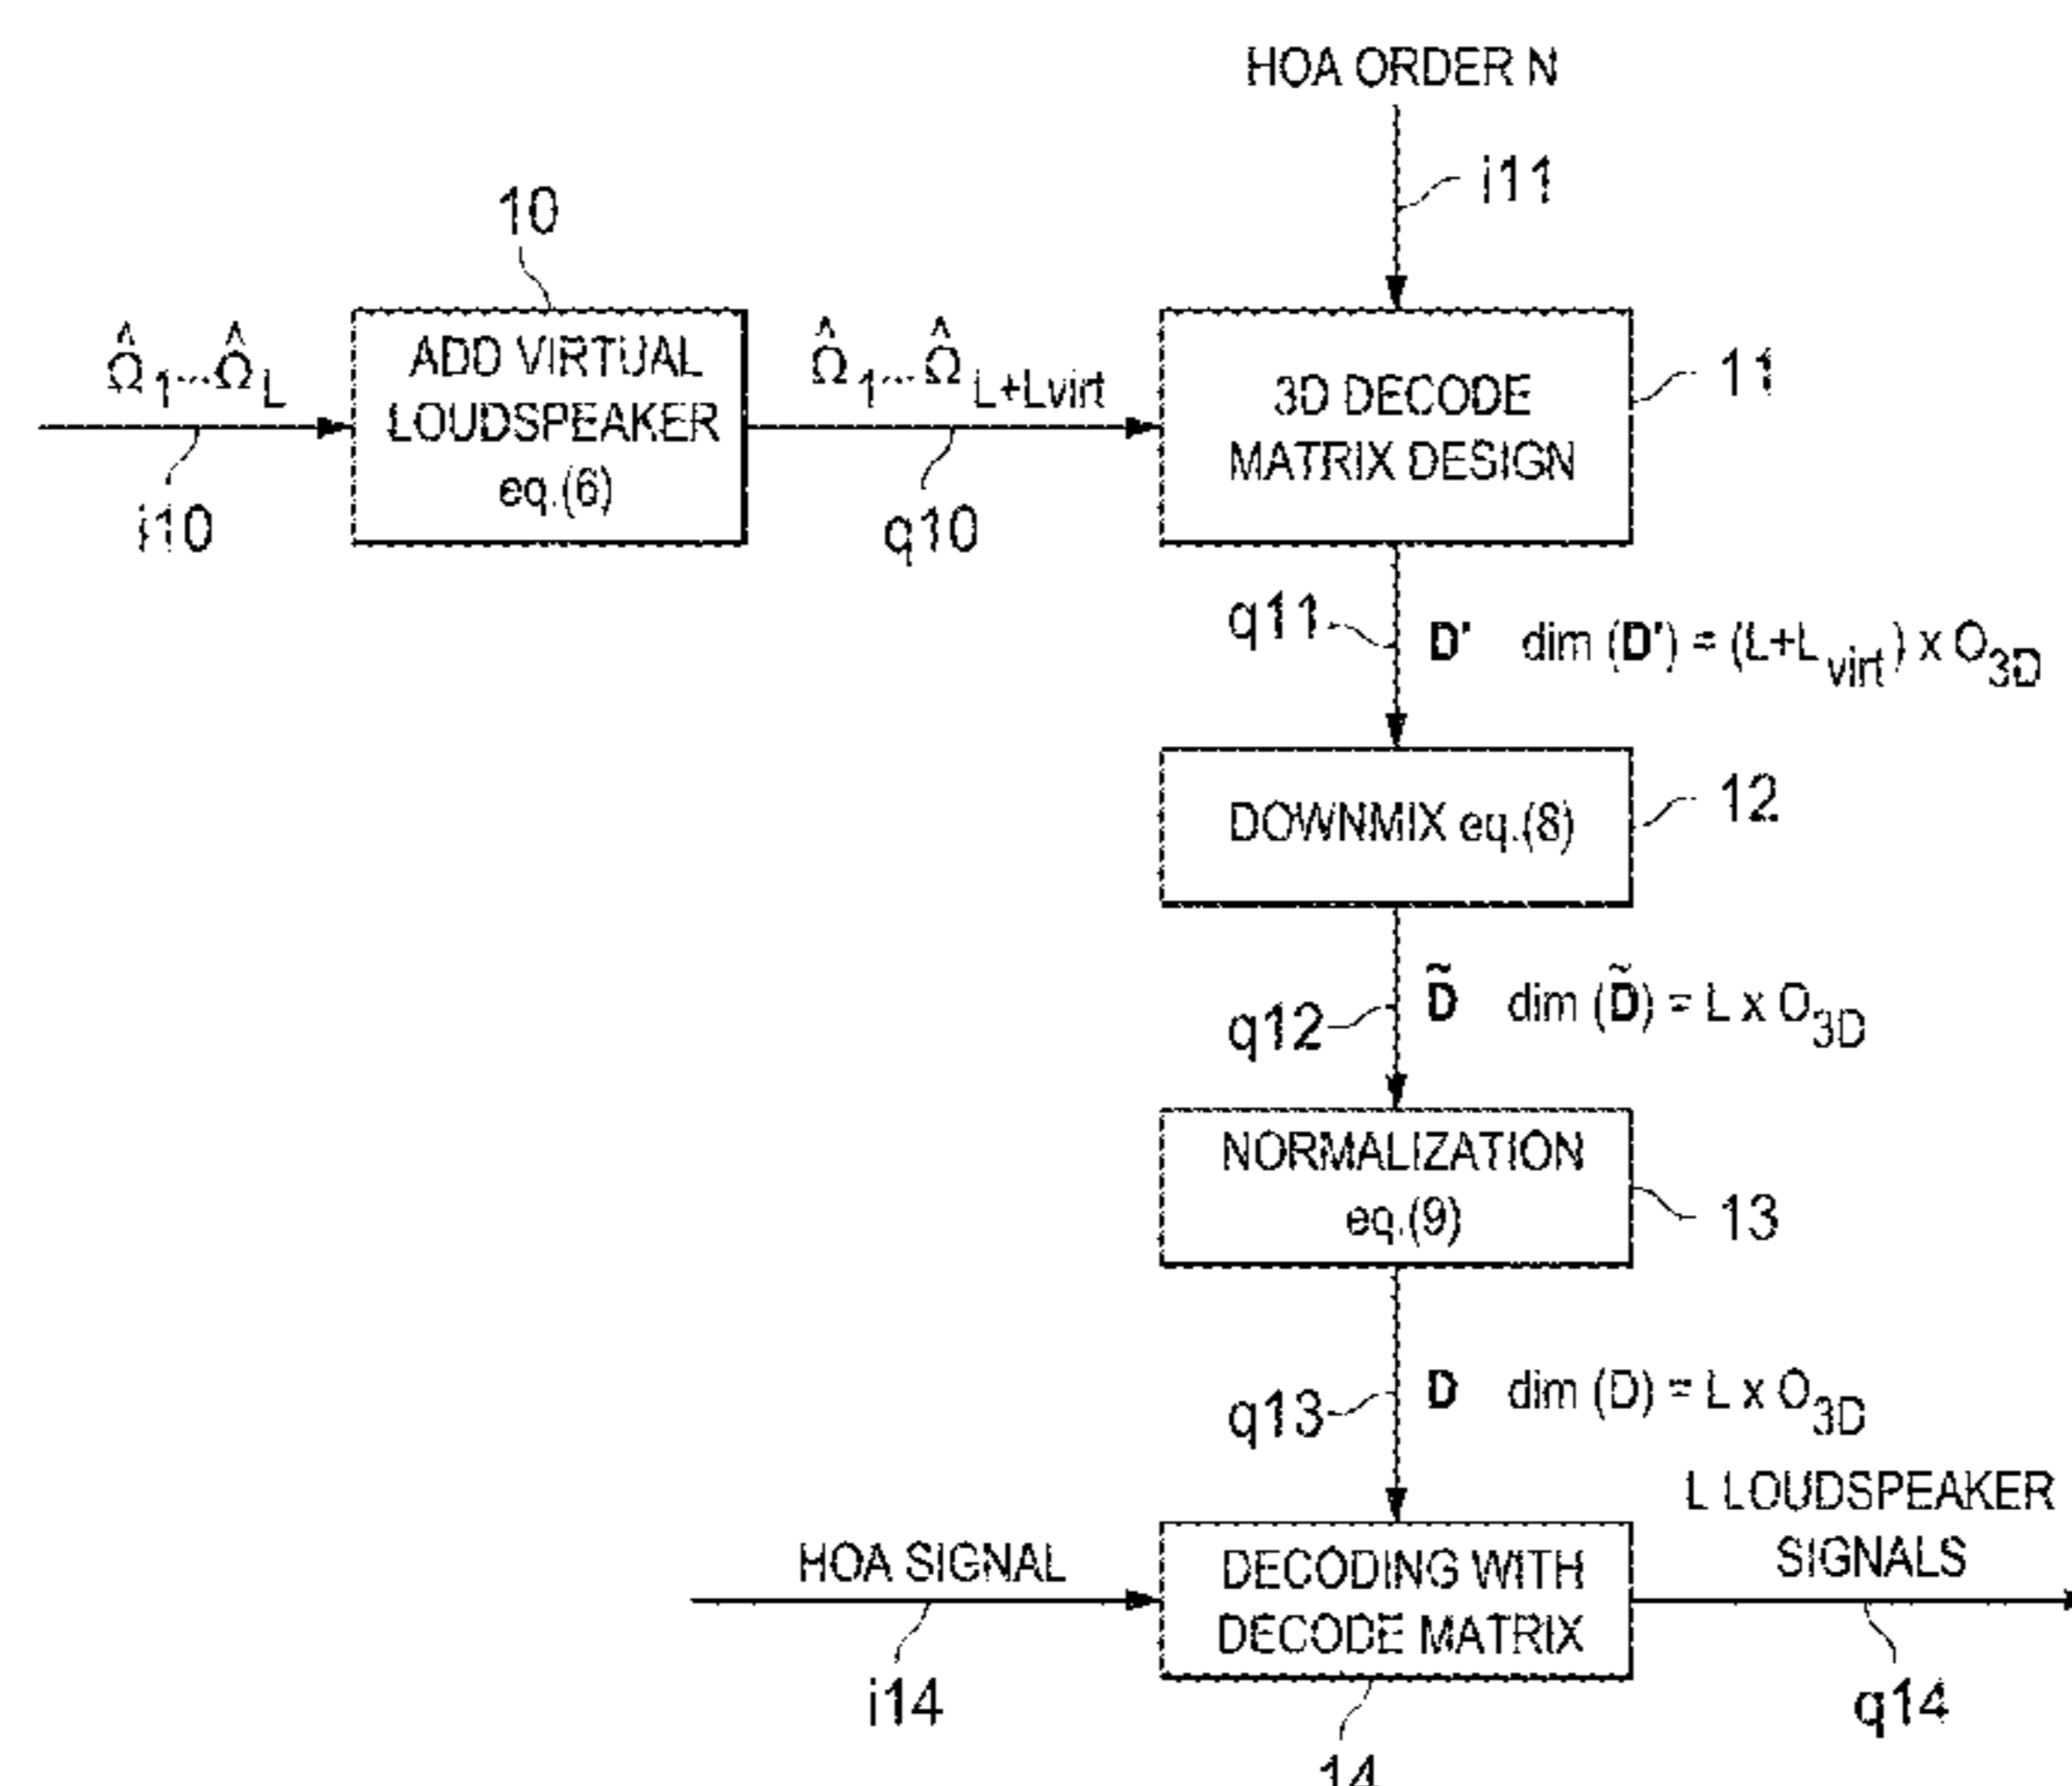 HOA ORDER N
i11
10
Ω̂1...Ω̂L
ADD VIRTUAL
LOUDSPEAKER
eq.(6)
i10
Ω̂1...Ω̂L+Lvirt
q10
3D DECODE
MATRIX DESIGN
11
q11
D' dim (D') = (L+Lvirt) x O3D
DOWNMIX eq.(8)
12
q12
D̃ dim (D̃) = L x O3D
NORMALIZATION
eq.(9)
13
q13
D dim (D) = L x O3D
HOA SIGNAL
i14
DECODING WITH
DECODE MATRIX
14
L LOUDSPEAKER
SIGNALS
q14